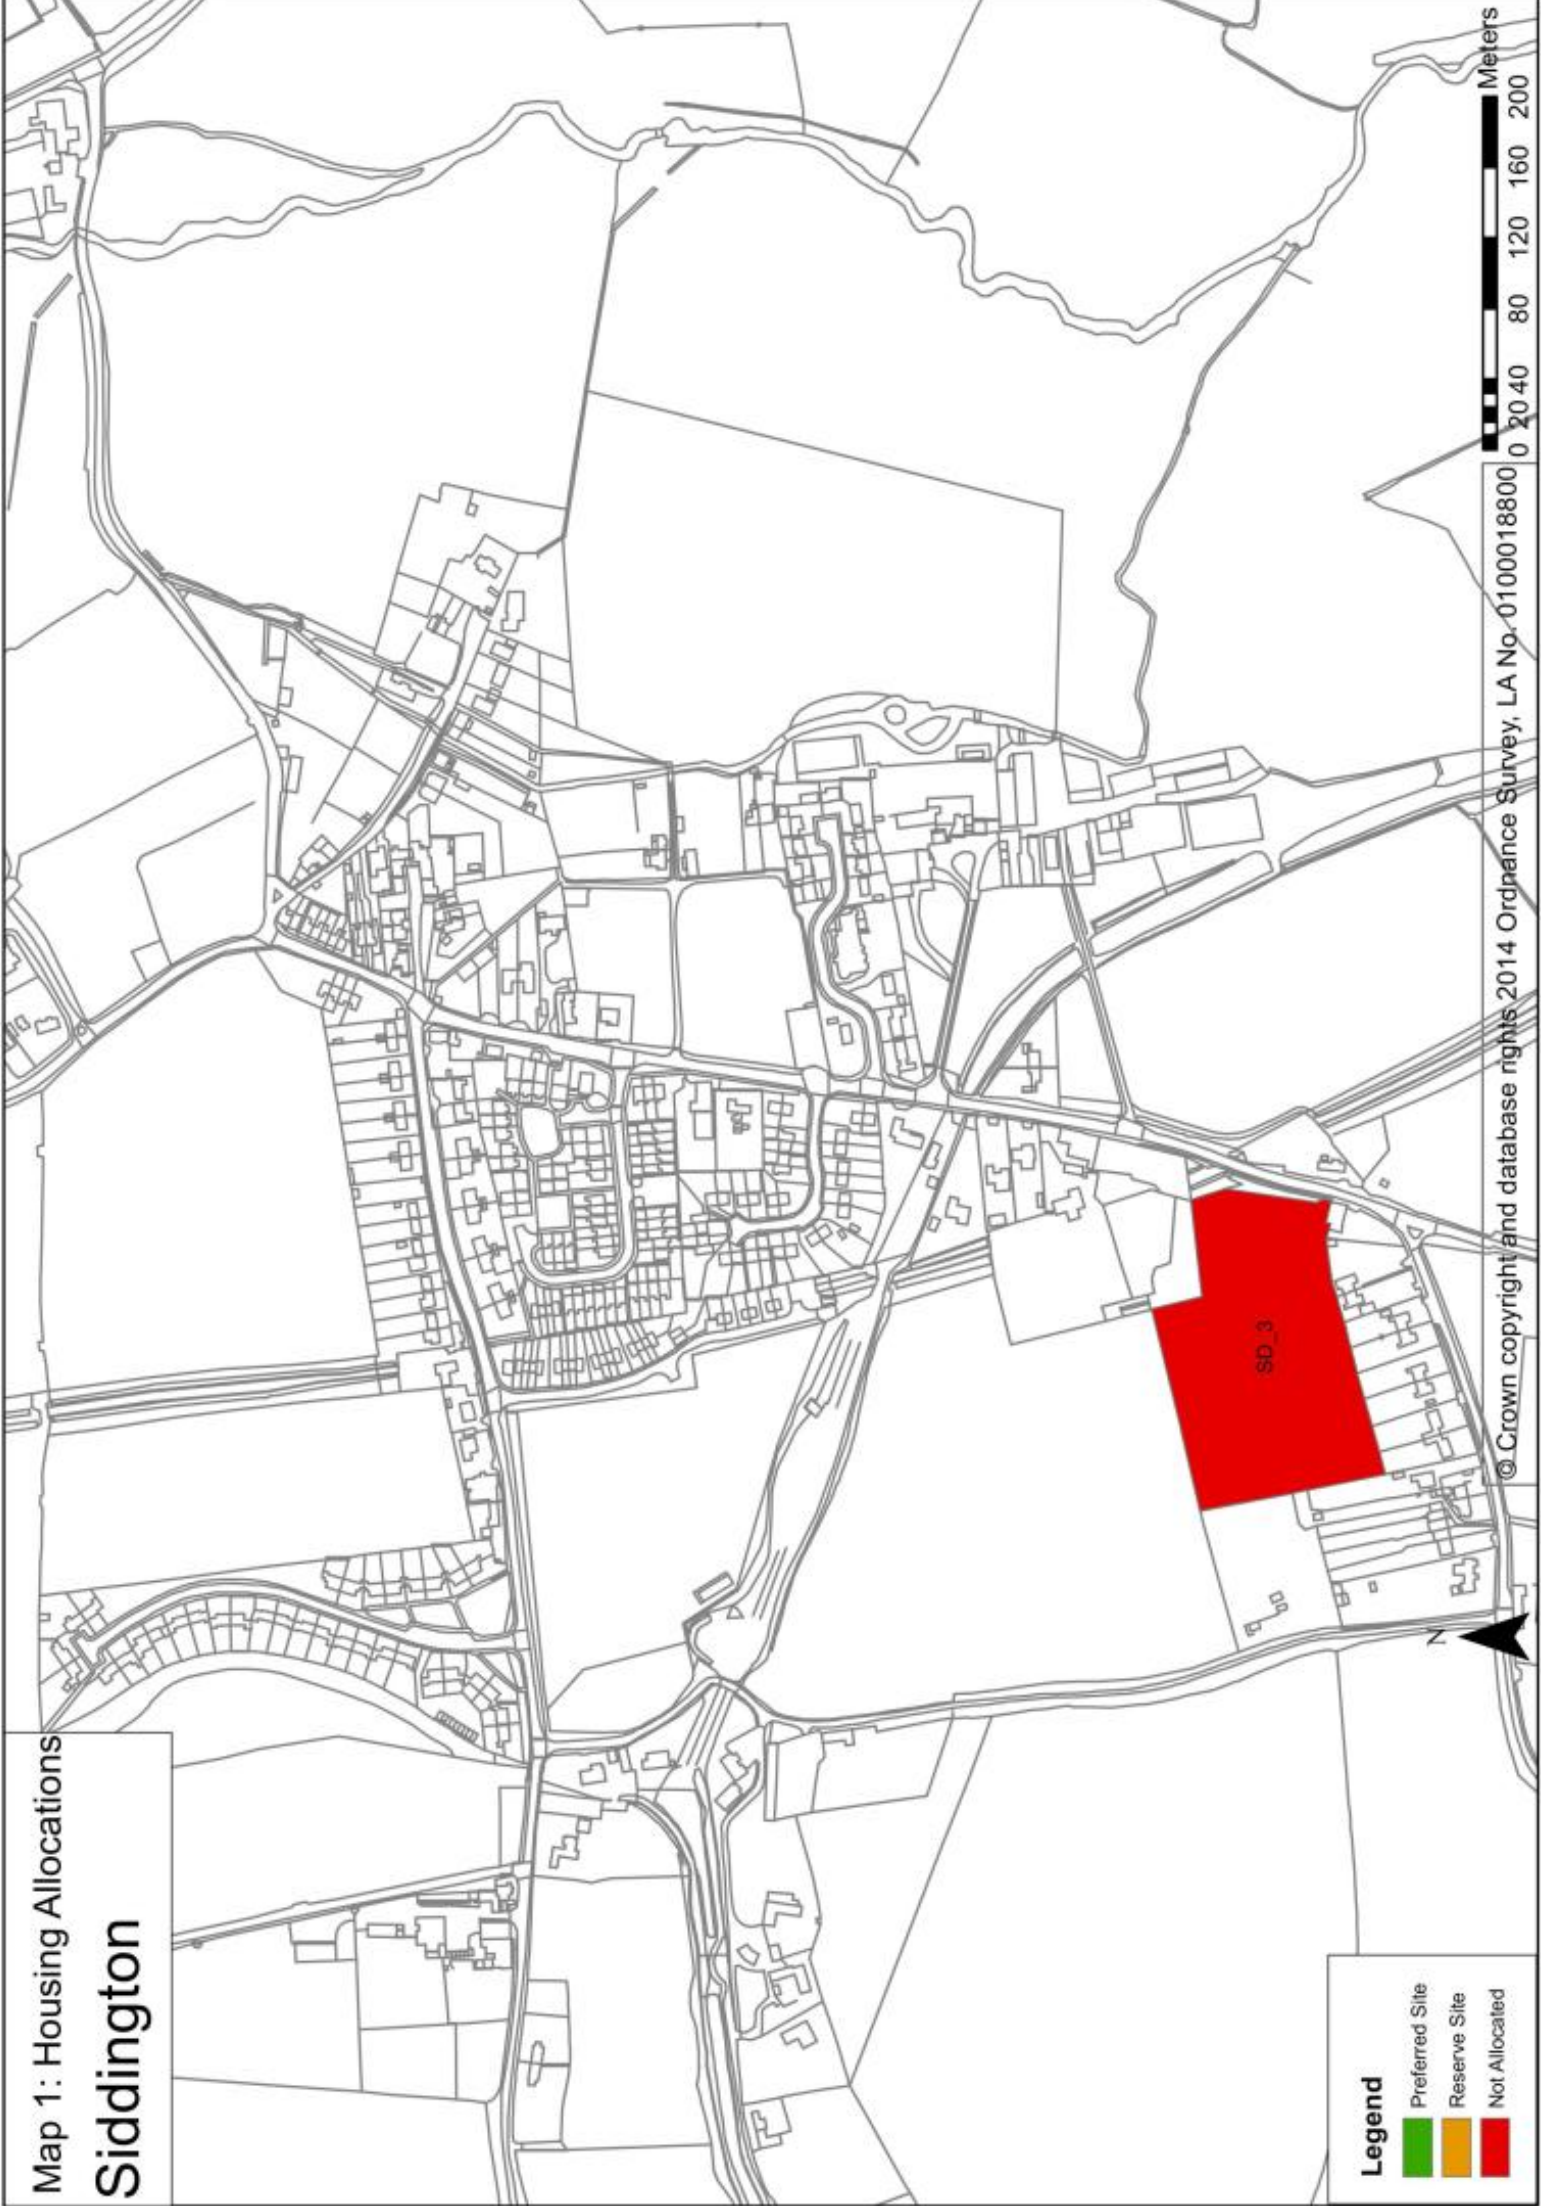 Map 1: Housing Allocations
Siddington
SD_3
N
Legend
Preferred Site
Reserve Site
Not Allocated
© Crown copyright and database rights 2014 Ordnance Survey, LA No. 0100018800
0 20 40 80 120 160 200
Meters